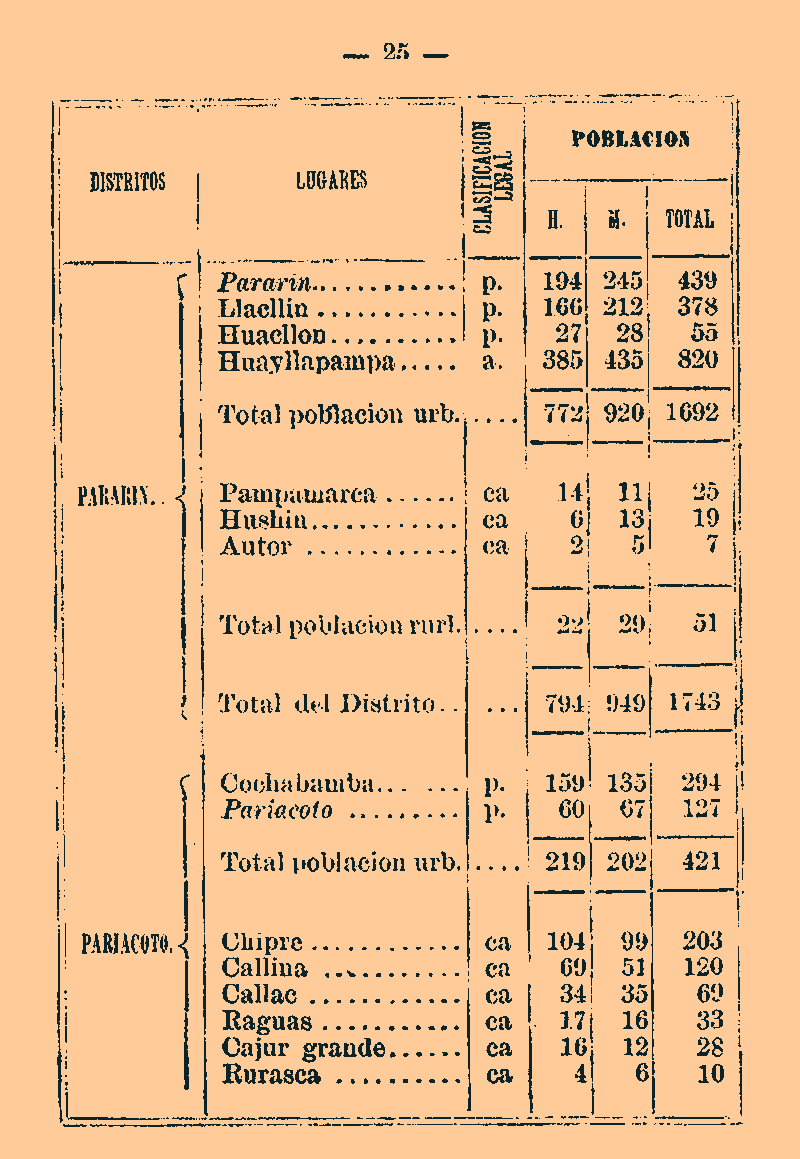 — 25 —
DISTRITOS LUGARES CLASIFICACION LEGAL POBLACION
H. M. TOTAL
Pararin............ p. 194 245 439
Llacllin ........... p. 166 212 378
Huacllon.......... p. 27 28 55
Huayllapampa..... a. 385 435 820
Total poblacion urb. .... 772 920 1692
PARARIN.. Pampamarca ...... ca 14 11 25
Hushin............ ca 6 13 19
Autor ............ ca 2 5 7
Total poblacion rurl. .... 22 29 51
Total del Distrito.. ... 794 949 1743
Cochabamba... ... p. 159 135 294
Pariacoto ......... p. 60 67 127
Total poblacion urb. .... 219 202 421
PARIACOTO. Chipre ............ ca 104 99 203
Callina ........... ca 69 51 120
Callac ............ ca 34 35 69
Raguas ........... ca 17 16 33
Cajur grande...... ca 16 12 28
Rurasca .......... ca 4 6 10